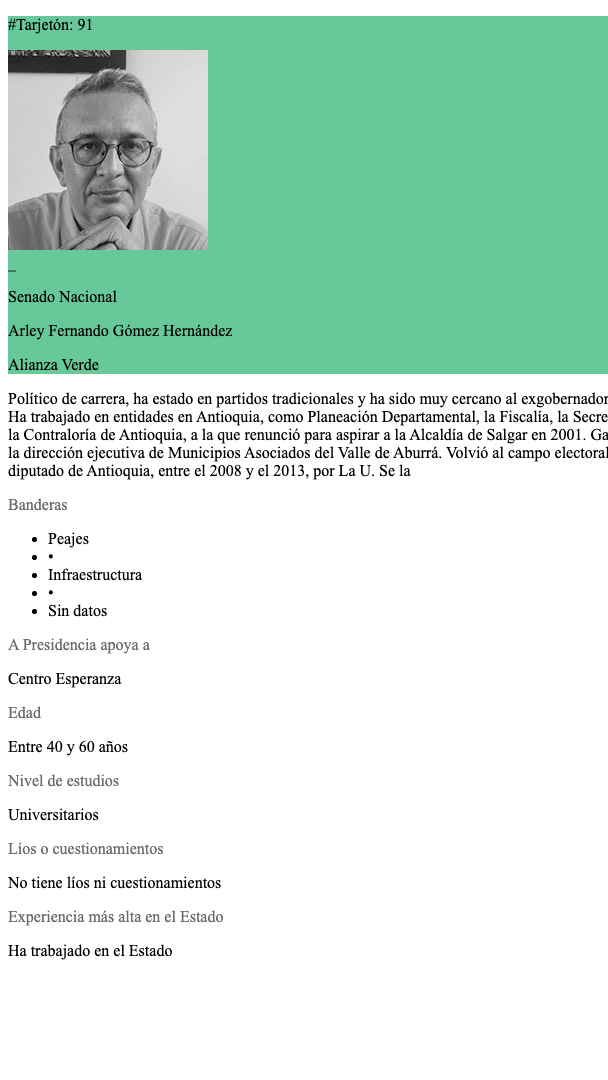 #Tarjetón: 91
_
Senado Nacional
Arley Fernando Gómez Hernández
Alianza Verde
Político de carrera, ha estado en partidos tradicionales y ha sido muy cercano al exgobernador
Ha trabajado en entidades en Antioquia, como Planeación Departamental, la Fiscalía, la Secre
la Contraloría de Antioquia, a la que renunció para aspirar a la Alcaldía de Salgar en 2001. Ga
la dirección ejecutiva de Municipios Asociados del Valle de Aburrá. Volvió al campo electoral
diputado de Antioquia, entre el 2008 y el 2013, por La U. Se la
Banderas
• Peajes
• •
• Infraestructura
• •
• Sin datos
A Presidencia apoya a
Centro Esperanza
Edad
Entre 40 y 60 años
Nivel de estudios
Universitarios
Líos o cuestionamientos
No tiene líos ni cuestionamientos
Experiencia más alta en el Estado
Ha trabajado en el Estado